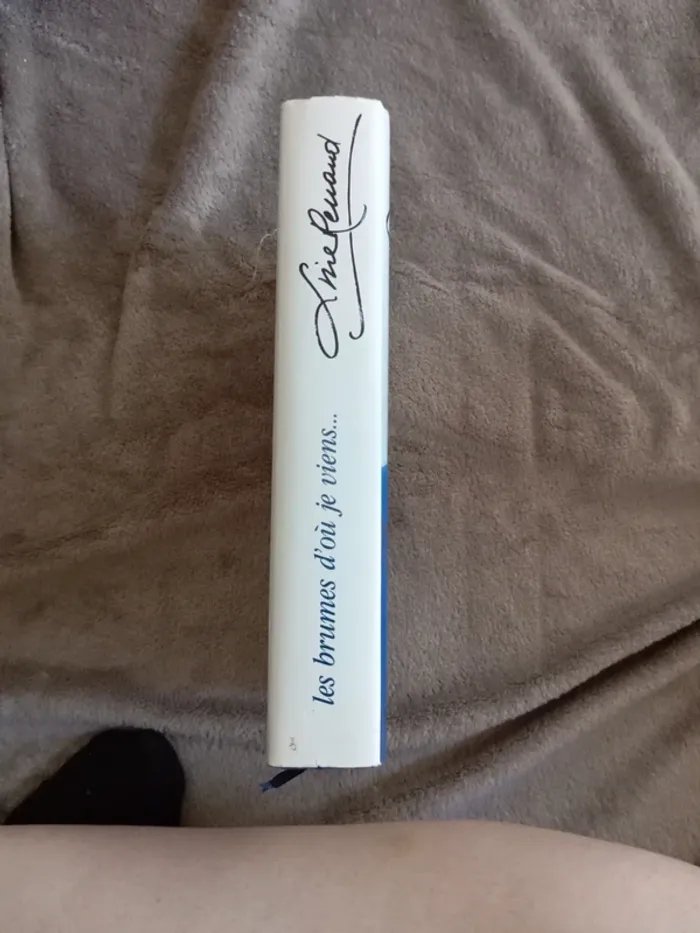 Line Renaud
les brumes d'où je viens...